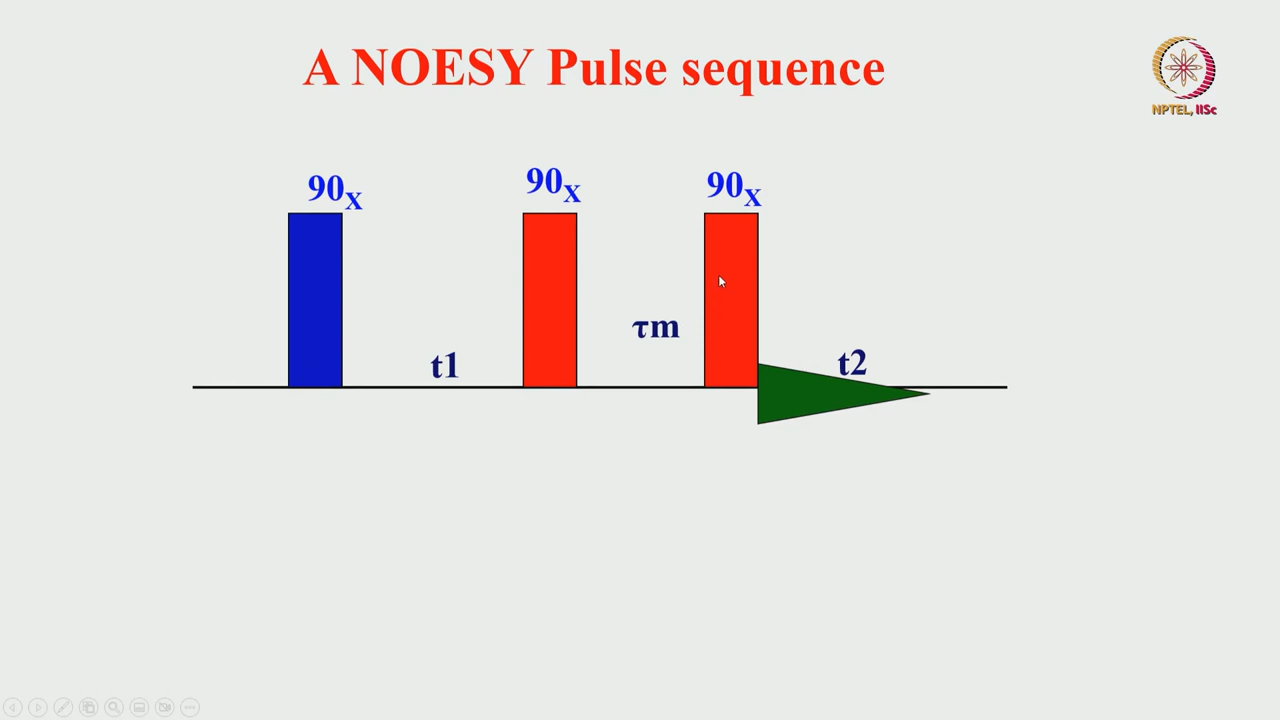 A NOESY Pulse sequence
NPTEL, IISc
90X 90X 90X
τm
t1 t2